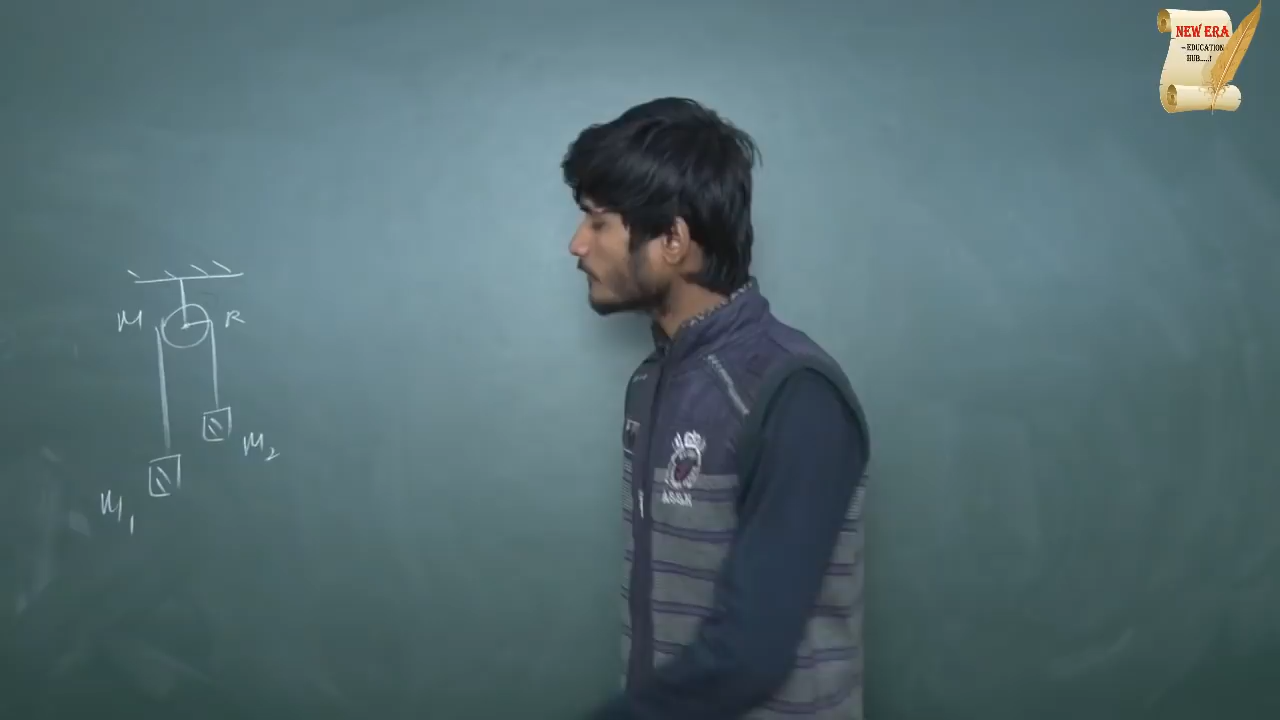 NEW ERA
EDUCATION
HUB.....!
M R
M₂
M₁